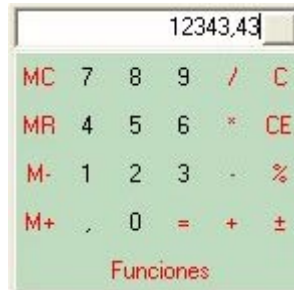 12343,43
MC 7 8 9 / C
MR 4 5 6 * CE
M- 1 2 3 - %
M+ , 0 = + ±
Funciones